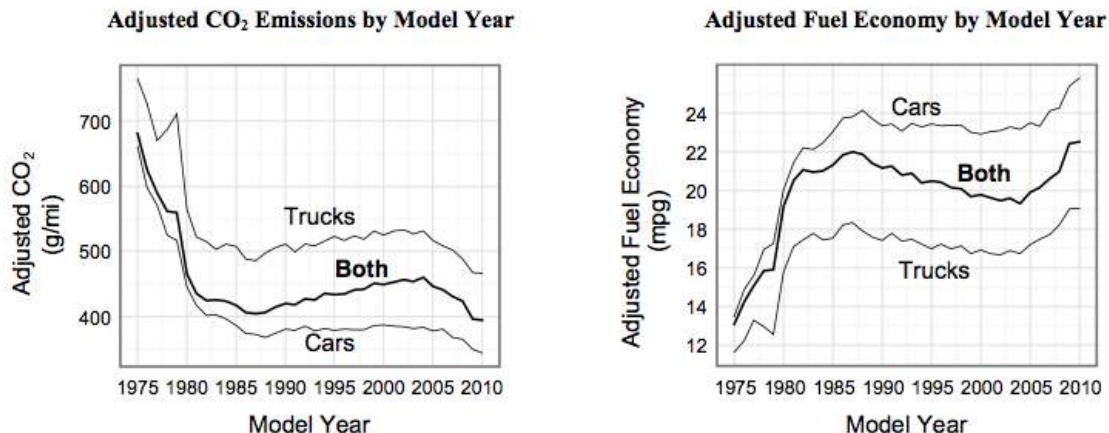 Adjusted CO₂ Emissions by Model Year
Adjusted CO₂
(g/mi)
700
600
500
400
Trucks
Both
Cars
1975 1980 1985 1990 1995 2000 2005 2010
Model Year
Adjusted Fuel Economy by Model Year
Adjusted Fuel Economy
(mpg)
24
22
20
18
16
14
12
Cars
Both
Trucks
1975 1980 1985 1990 1995 2000 2005 2010
Model Year